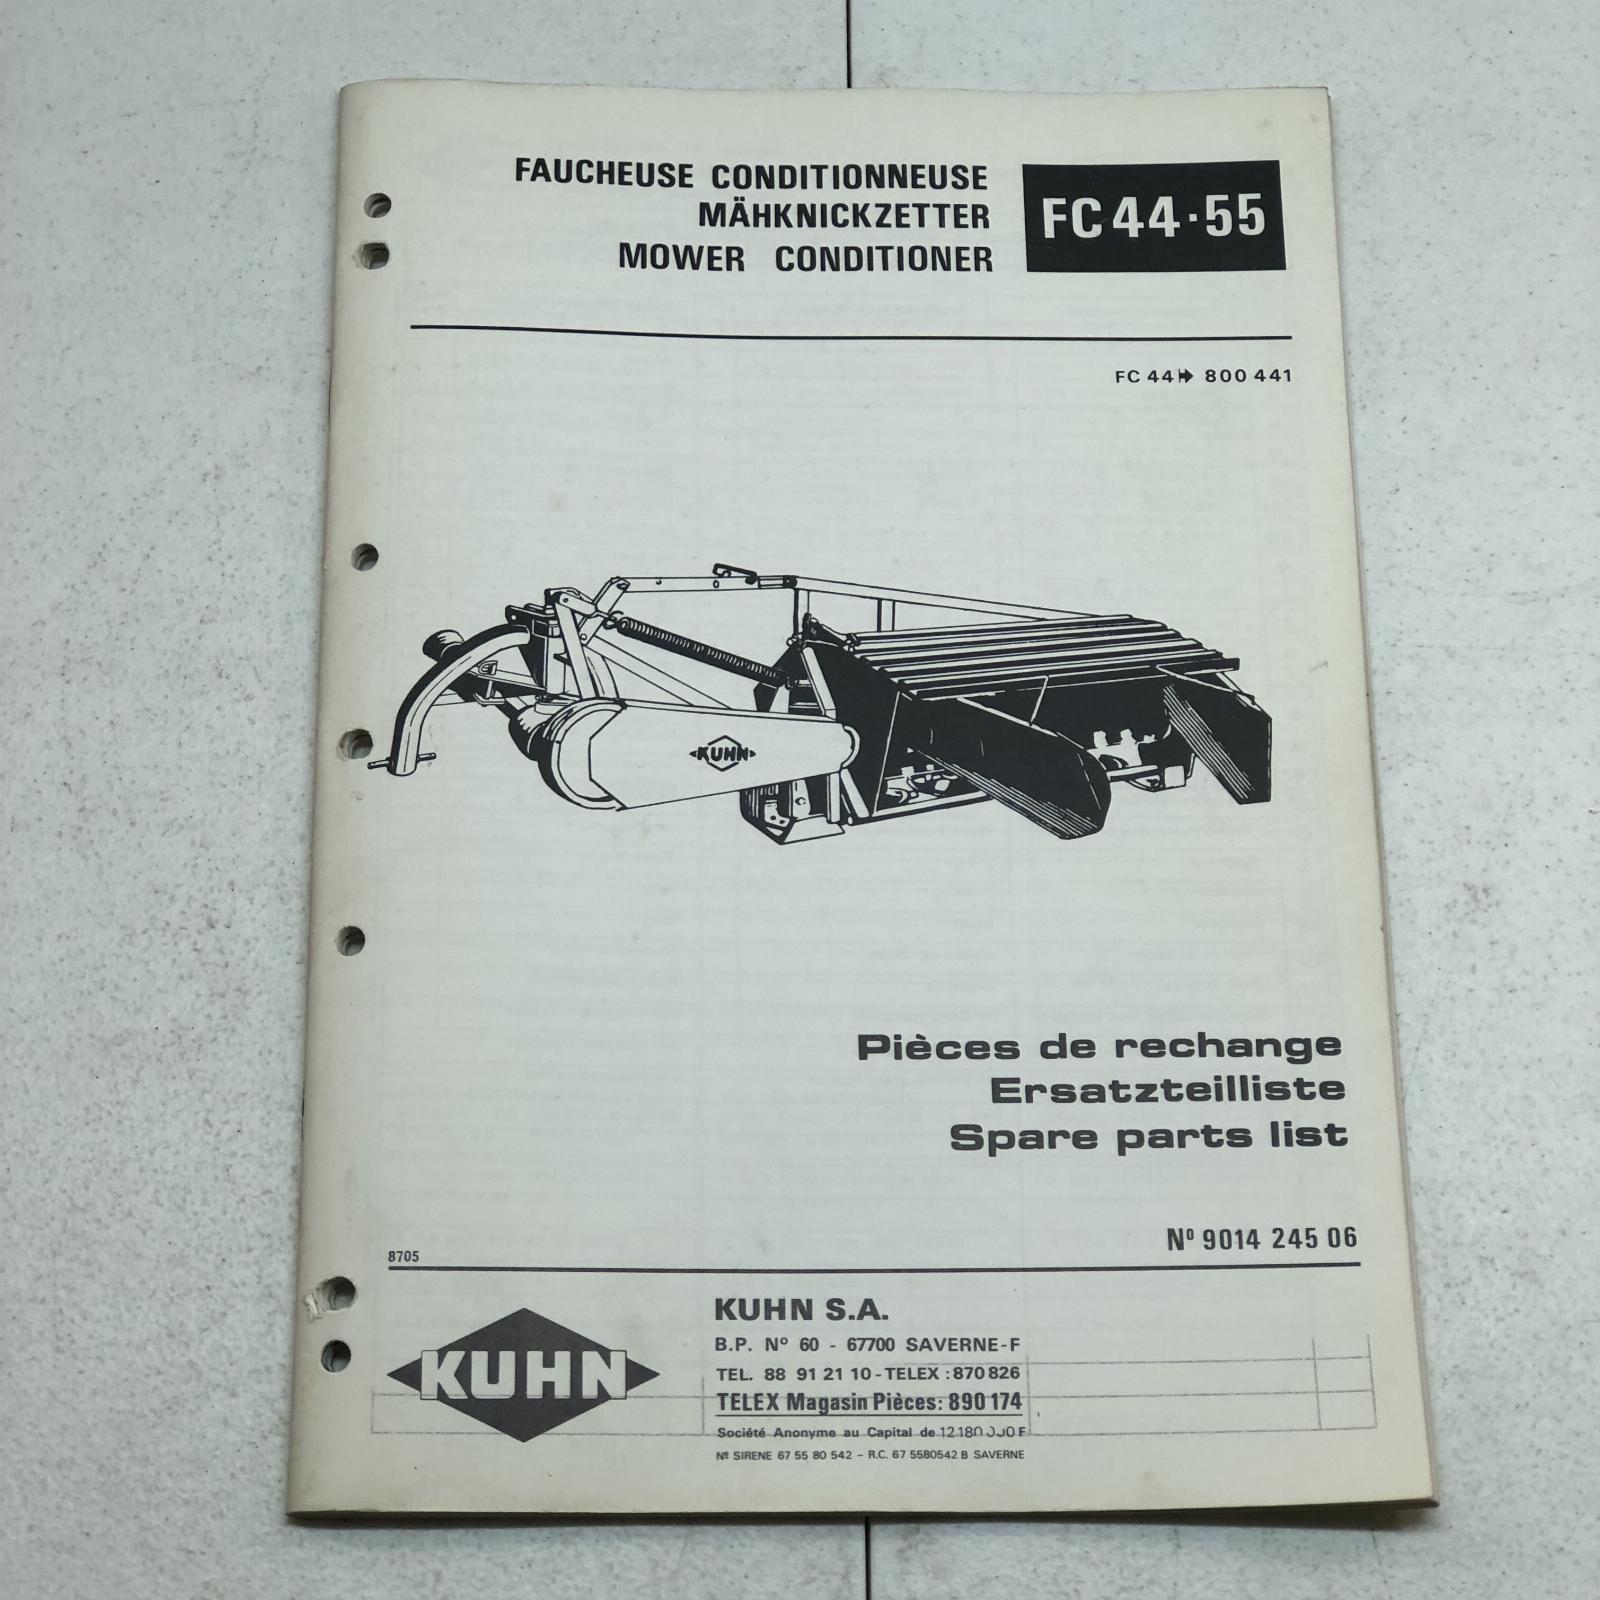 FAUCHEUSE CONDITIONNEUSE
MÄHKNICKZETTER
MOWER CONDITIONER
FC 44·55
FC 44 800 441
KUHN
Pièces de rechange
Ersatzteilliste
Spare parts list
Nº 9014 245 06
8705
KUHN
KUHN S.A.
B.P. Nº 60 - 67700 SAVERNE-F
TEL. 88 91 21 10 - TELEX : 870 826
TELEX Magasin Pièces: 890 174
Société Anonyme au Capital de 12 180 000 F
Nº SIRENE 67 55 80 542 – R.C. 67 5580542 B SAVERNE